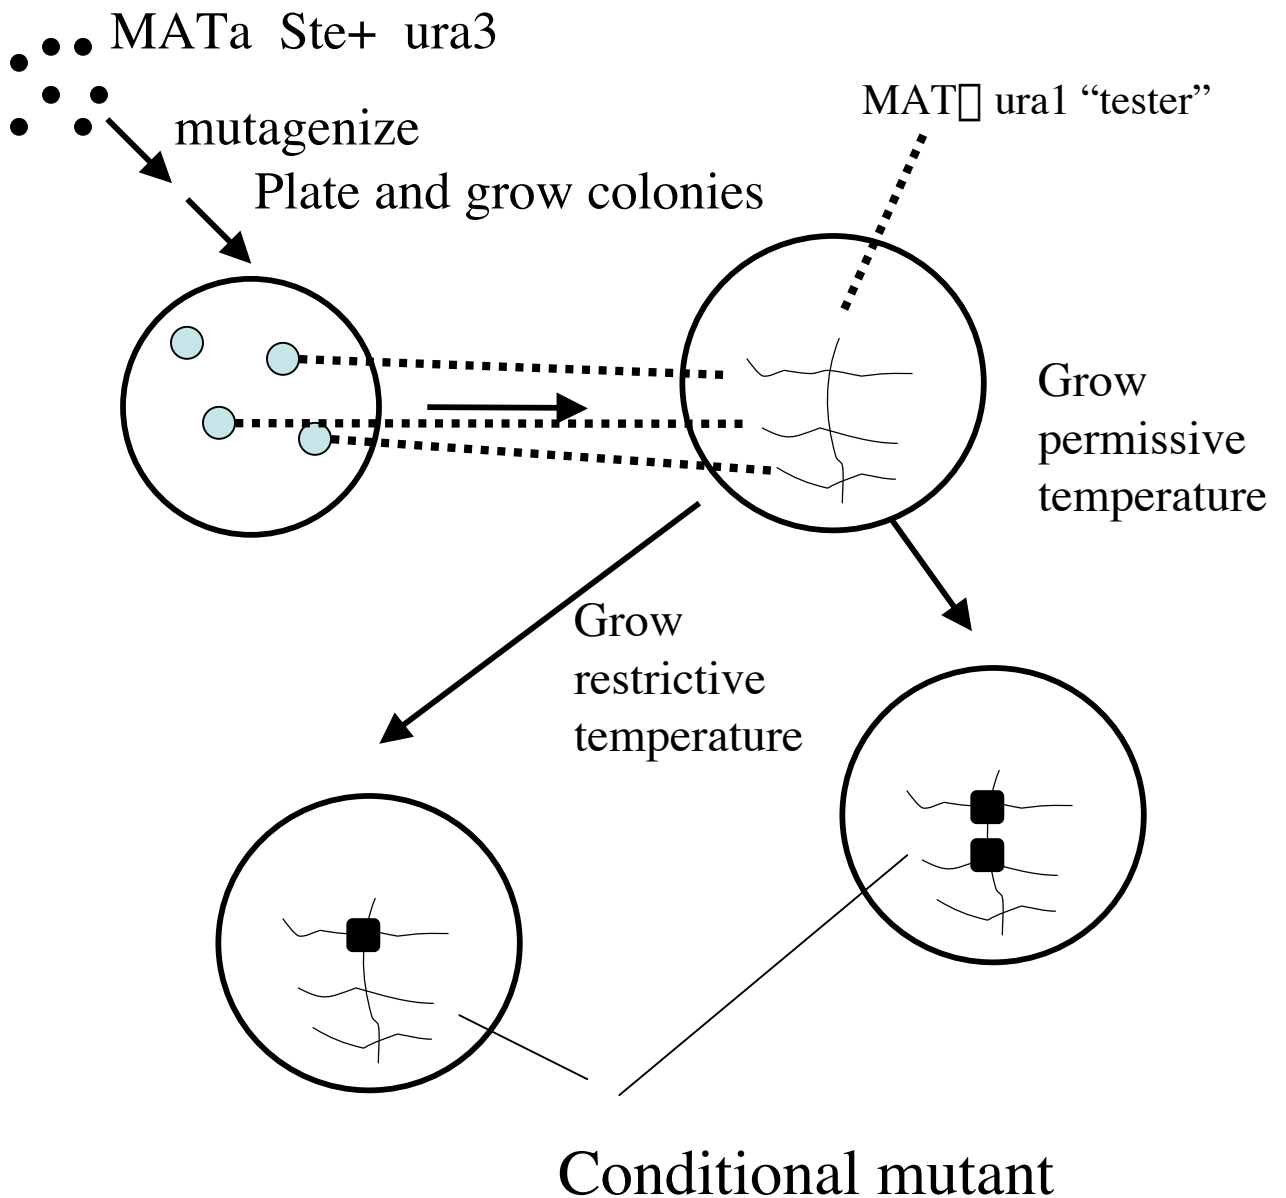 MATa Ste+ ura3
mutagenize
Plate and grow colonies
MAT▯ ura1 “tester”
Grow
permissive
temperature
Grow
restrictive
temperature
Conditional mutant